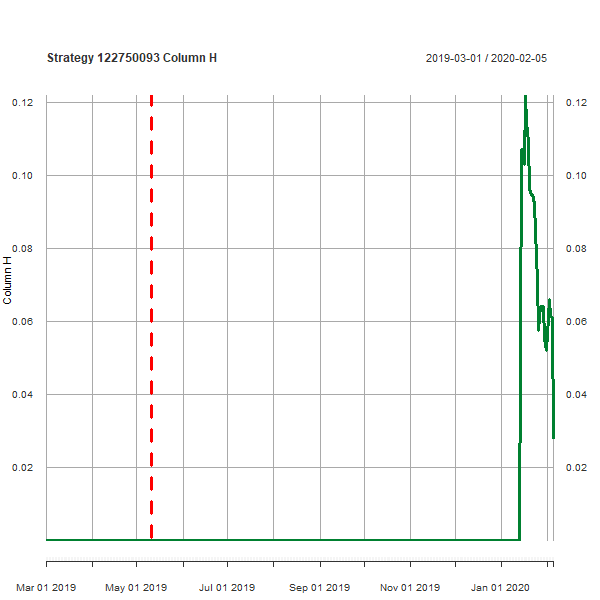 Strategy 122750093 Column H
2019-03-01 / 2020-02-05
0.12
0.12
0.10
0.10
0.08
0.08
Column H
0.06
0.06
0.04
0.04
0.02
0.02
Mar 01 2019
May 01 2019
Jul 01 2019
Sep 01 2019
Nov 01 2019
Jan 01 2020